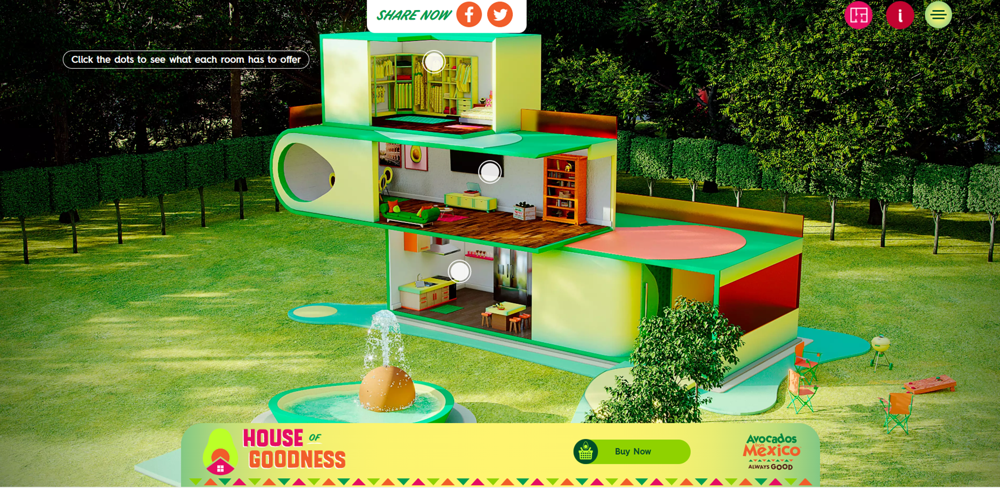 SHARE NOW
i
Click the dots to see what each room has to offer
HOUSE OF
GOODNESS
Buy Now
Avocados
From
Mexico
ALWAYS GOOD